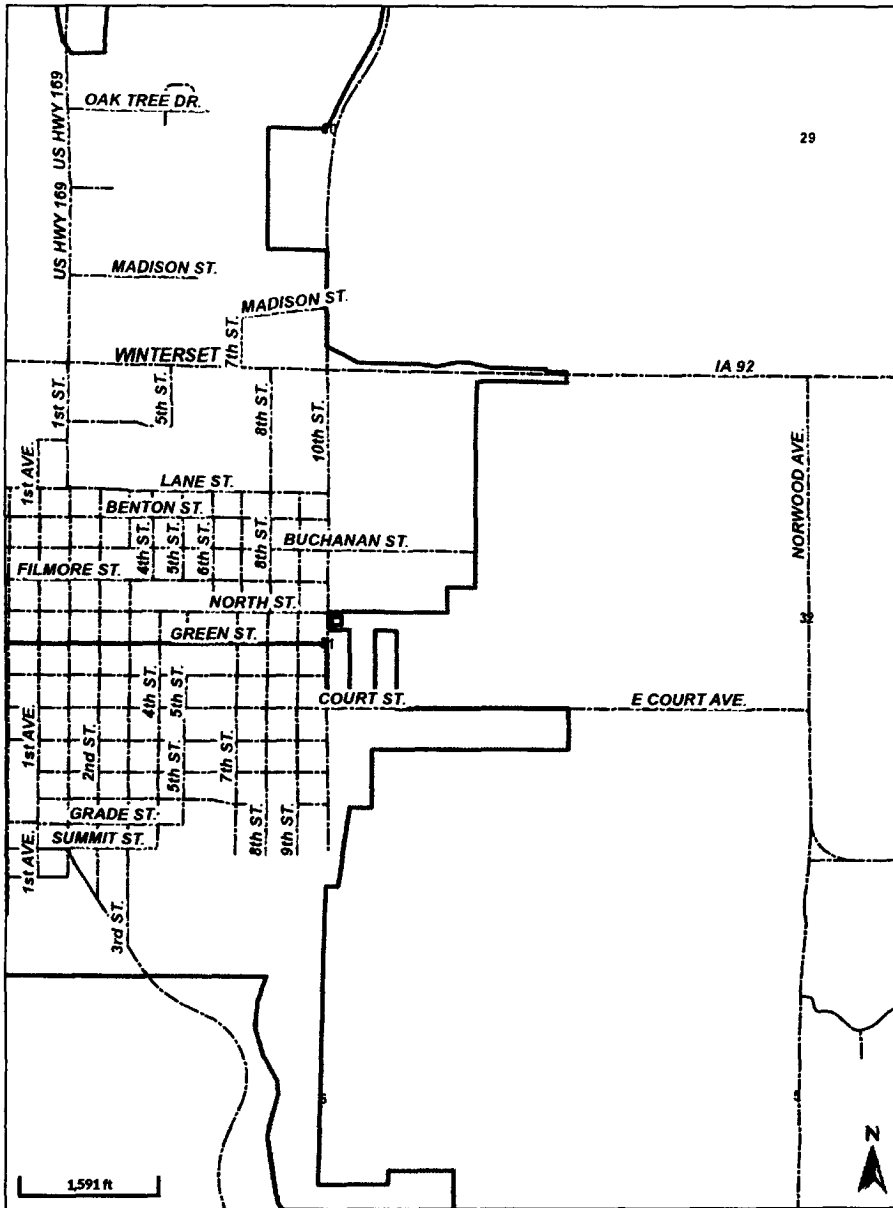 US HWY 169
OAK TREE DR.
29
US HWY 169
MADISON ST.
MADISON ST.
7th ST.
WINTERSET
IA 92
1st ST.
5th ST.
8th ST.
10th ST.
NORWOOD AVE.
1st AVE.
LANE ST.
BENTON ST.
4th ST.
5th ST.
6th ST.
8th ST.
BUCHANAN ST.
FILMORE ST.
NORTH ST.
GREEN ST.
4th ST.
5th ST.
COURT ST.
E COURT AVE.
1st AVE.
2nd ST.
5th ST.
7th ST.
GRADE ST.
SUMMIT ST.
8th ST.
9th ST.
1st AVE.
3rd ST.
N
1,591 ft